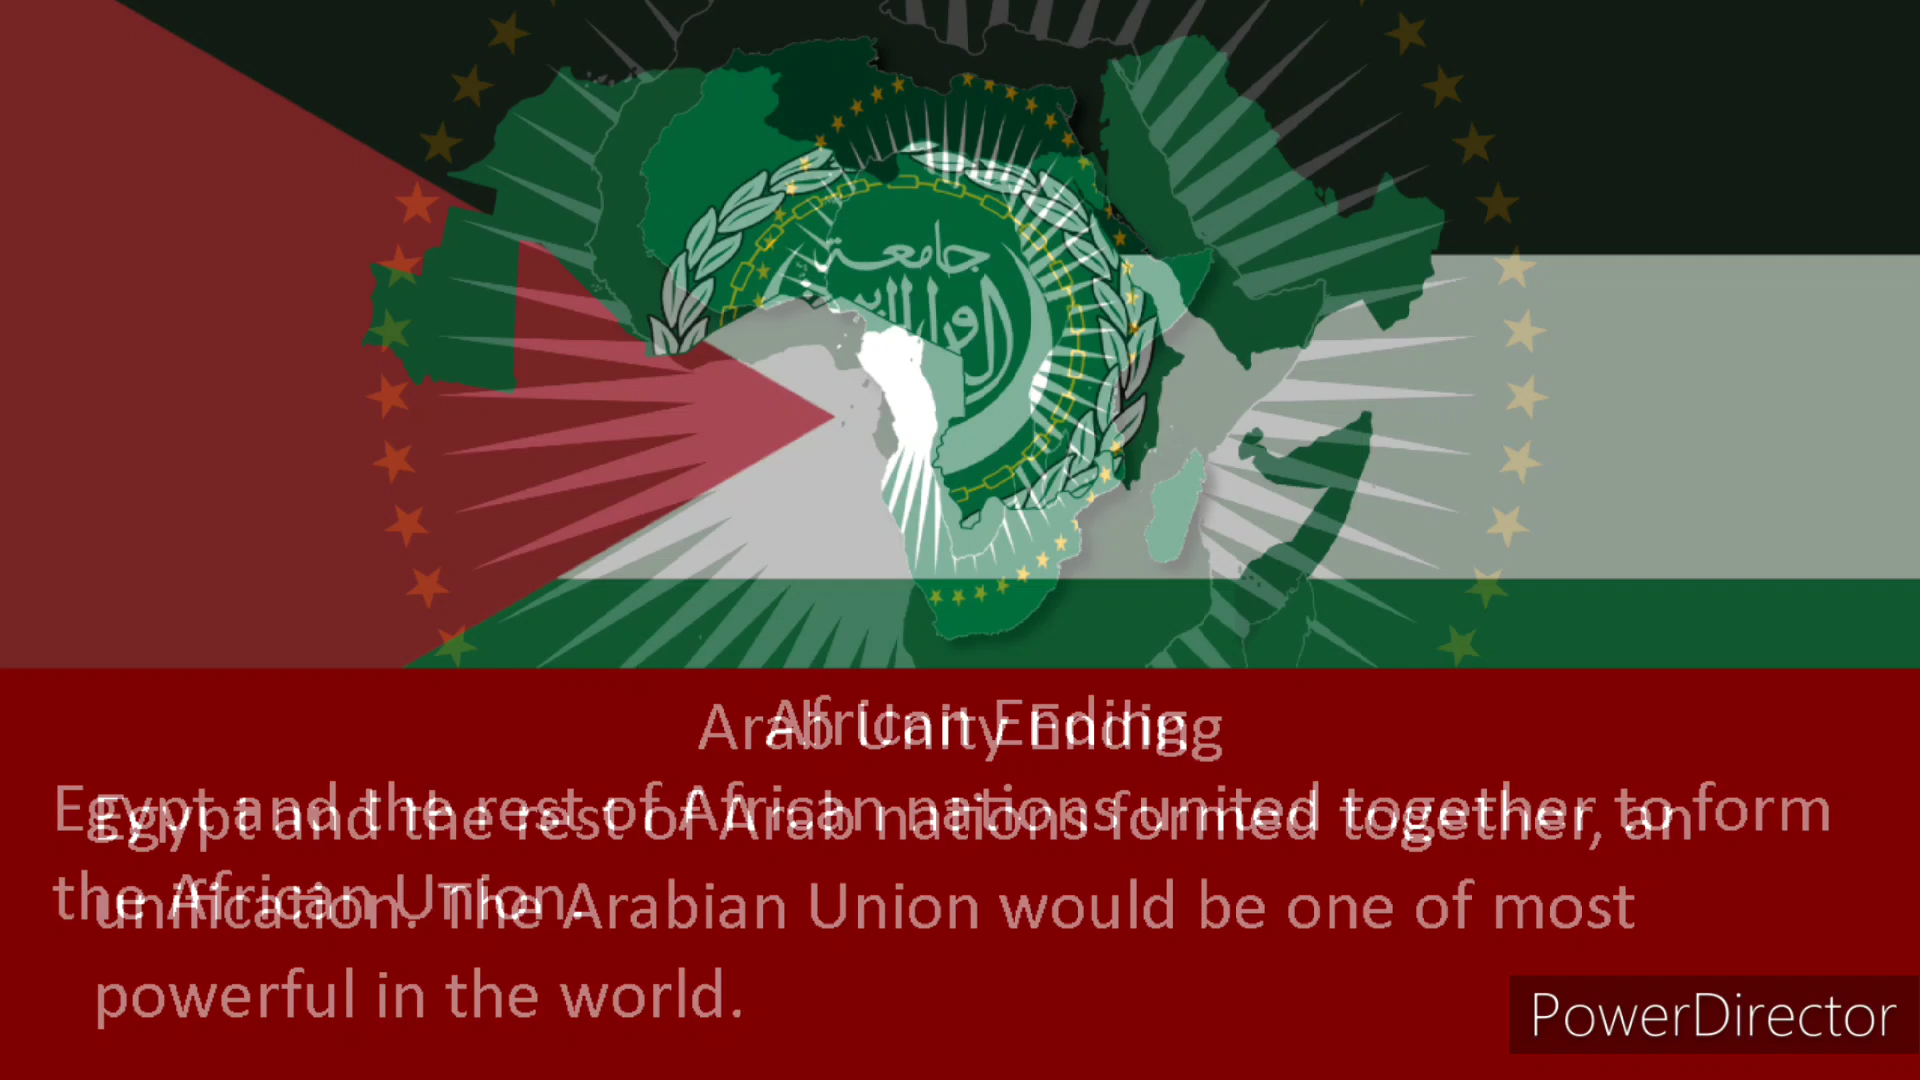 جامعة
الدول العربية
Arab Unity Ending
African Ending
Egypt and the rest of African nations united together, to form
the African Union.
Egypt and the rest of Arab nations formed together, an
unification. The Arabian Union would be one of most
powerful in the world.
PowerDirector